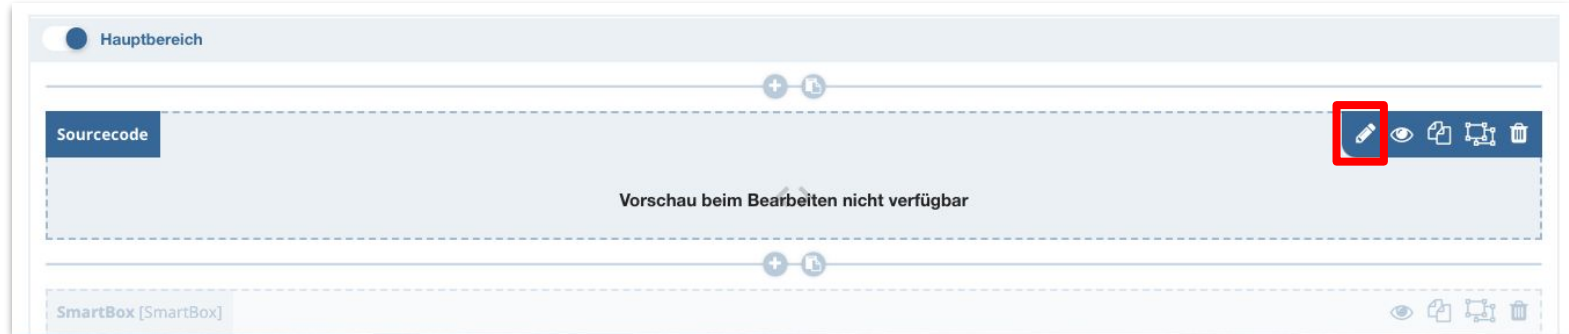 Hauptbereich
Sourcecode
Vorschau beim Bearbeiten nicht verfügbar
SmartBox [SmartBox]